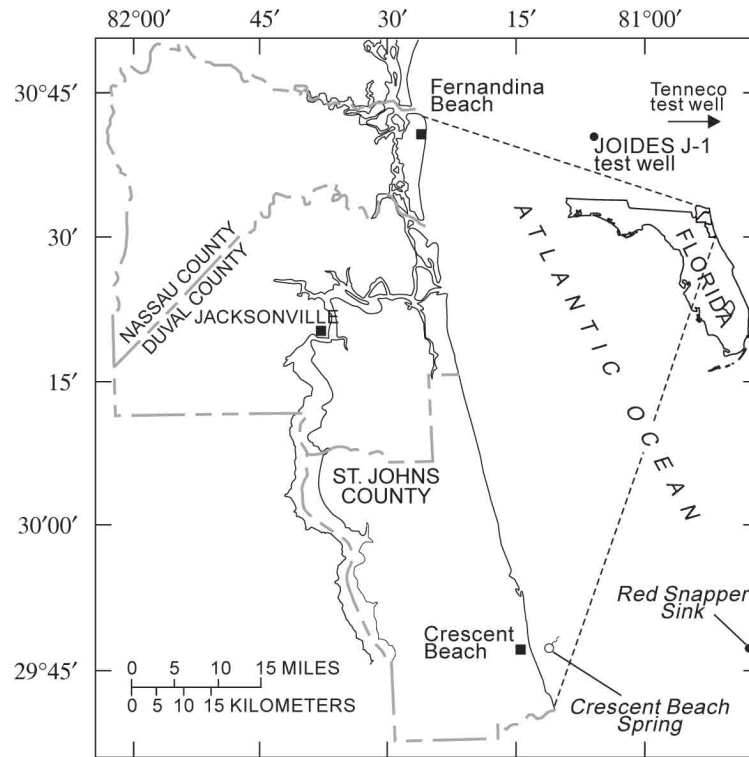 82°00′
45′
30′
15′
81°00′
30°45′
Fernandina
Beach
Tenneco
test well
JOIDES J-1
test well
30′
ATLANTIC OCEAN
FLORIDA
NASSAU COUNTY
DUVAL COUNTY
JACKSONVILLE
15′
ST. JOHNS
COUNTY
30°00′
Red Snapper
Sink
Crescent
Beach
29°45′
0 5 10 15 MILES
0 5 10 15 KILOMETERS
Crescent Beach
Spring